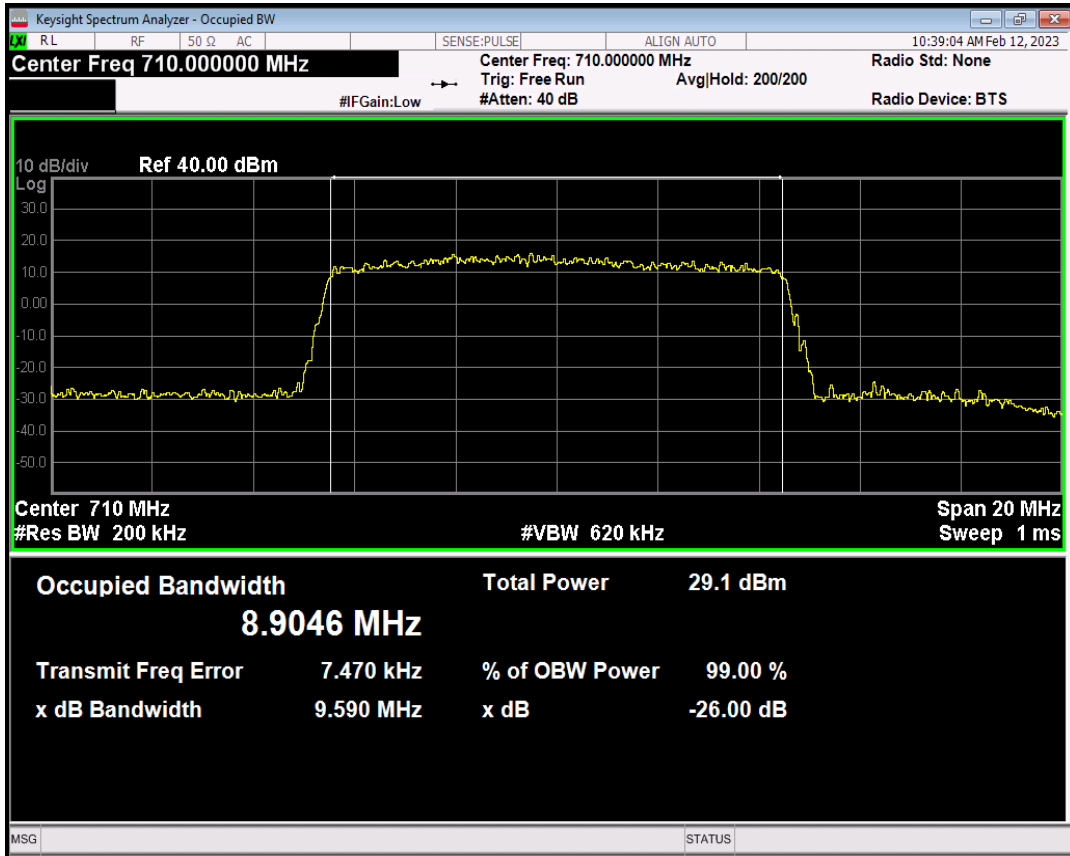 Keysight Spectrum Analyzer - Occupied BW
LXI RL RF 50 Ω AC SENSE:PULSE ALIGN AUTO 10:39:04 AM Feb 12, 2023
Center Freq 710.000000 MHz Center Freq: 710.000000 MHz Radio Std: None
Trig: Free Run Avg|Hold: 200/200
#IFGain:Low #Atten: 40 dB Radio Device: BTS
10 dB/div Ref 40.00 dBm
Log
30.0
20.0
10.0
0.00
-10.0
-20.0
-30.0
-40.0
-50.0
Center 710 MHz Span 20 MHz
#Res BW 200 kHz #VBW 620 kHz Sweep 1 ms
Occupied Bandwidth Total Power 29.1 dBm
8.9046 MHz
Transmit Freq Error 7.470 kHz % of OBW Power 99.00 %
x dB Bandwidth 9.590 MHz x dB -26.00 dB
MSG STATUS